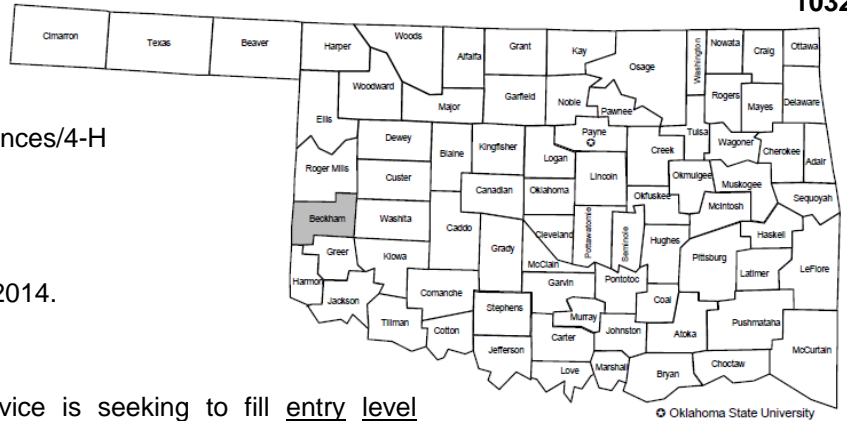 1032
Cimarron Texas Beaver Harper Woods Alfalfa Grant Kay Osage Washington Nowata Craig Ottawa
Woodward Major Garfield Noble Pawnee Rogers Mayes Delaware
nces/4-H
Ellis Dewey Blaine Kingfisher Logan Payne Creek Tulsa Wagoner Cherokee Adair
Roger Mills Custer Canadian Oklahoma Lincoln Okfuskee Okmulgee Muskogee Sequoyah
Beckham Washita Caddo Grady Cleveland Pottawatomie Seminole Hughes McIntosh Haskell
Greer Kiowa McClain Pittsburg Latimer LeFlore
2014.
Harmon Jackson Comanche Stephens Garvin Pontotoc Coal
Tillman Cotton Murray Johnston Atoka Pushmataha
Jefferson Carter McCurtain
Love Marshall Bryan Choctaw
vice is seeking to fill entry level
Oklahoma State University